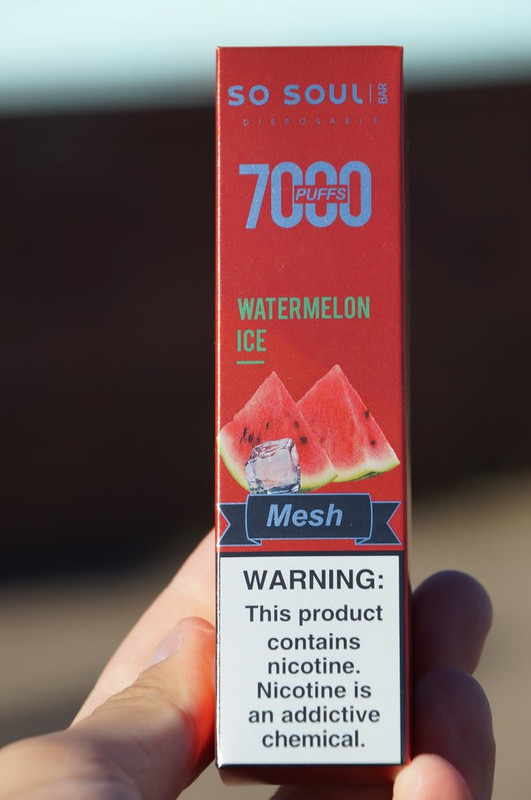 SO SOUL BAR
DISPOSABLE
7000
PUFFS
WATERMELON
ICE
Mesh
WARNING:
This product
contains
nicotine.
Nicotine is
an addictive
chemical.